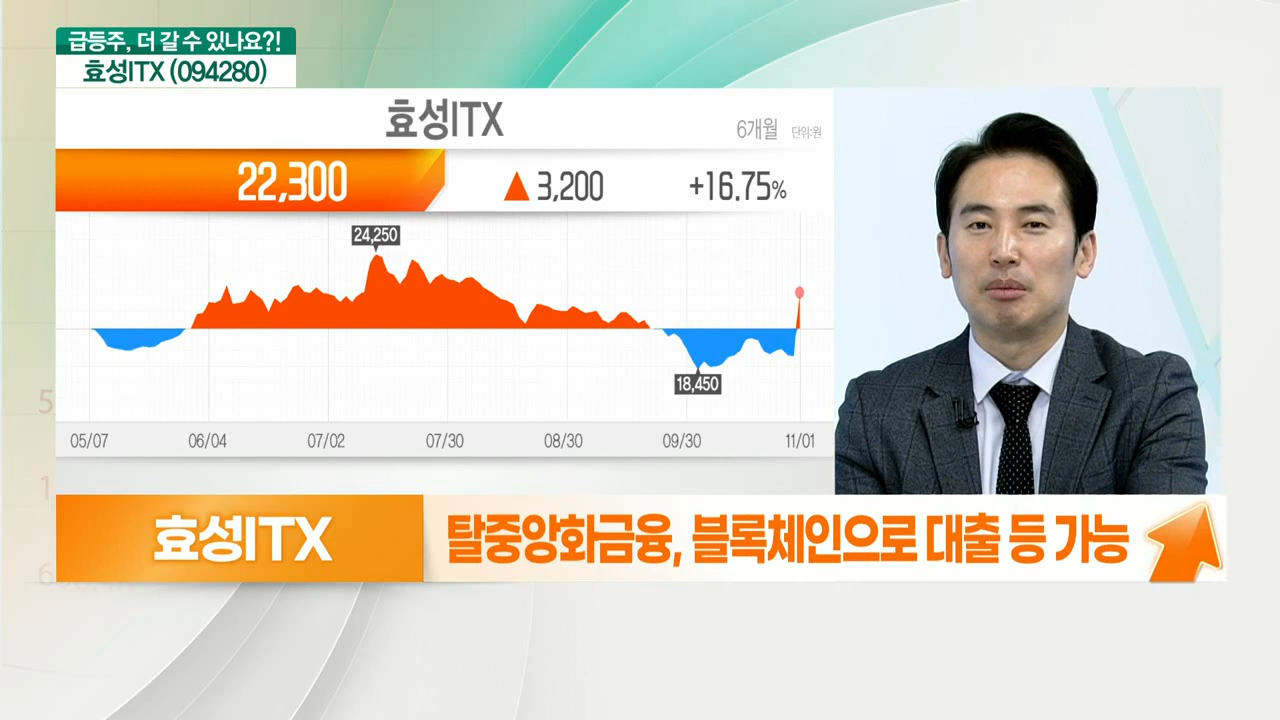 급등주, 더 갈 수 있나요?!
효성ITX (094280)
효성ITX
6개월 단위:원
22,300 ▲ 3,200 +16.75%
24,250
18,450
05/07 06/04 07/02 07/30 08/30 09/30 11/01
효성ITX
탈중앙화금융, 블록체인으로 대출 등 가능
5
1
6